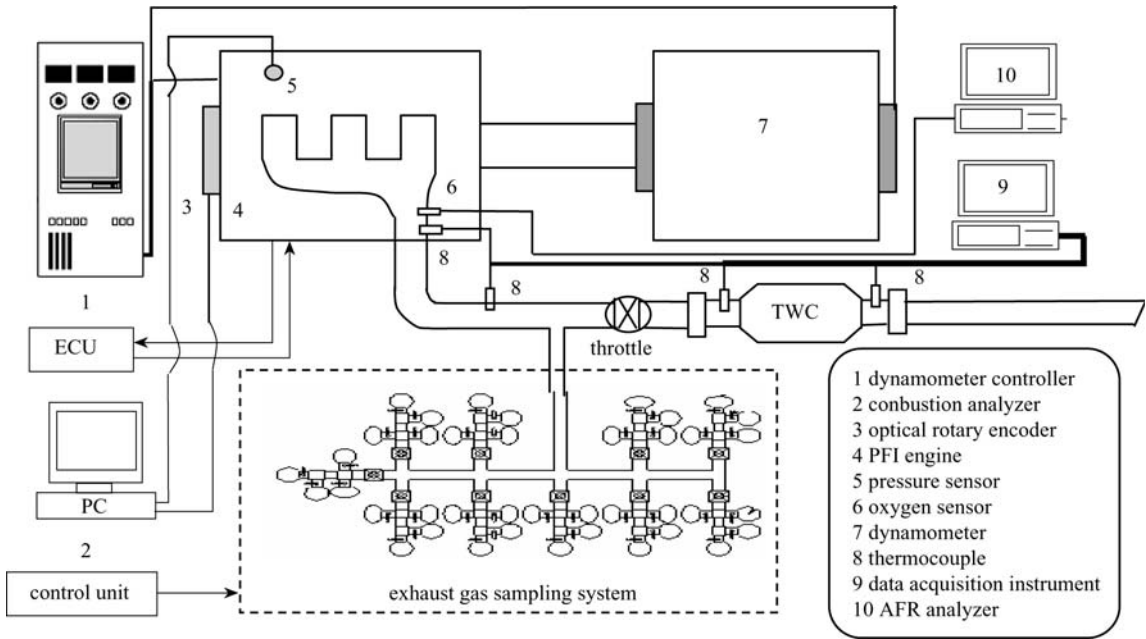 10
5
7
9
6
3
4
8
8
8
8
1
TWC
ECU
throttle
PC
2
control unit
exhaust gas sampling system
1 dynamometer controller
2 conbustion analyzer
3 optical rotary encoder
4 PFI engine
5 pressure sensor
6 oxygen sensor
7 dynamometer
8 thermocouple
9 data acquisition instrument
10 AFR analyzer